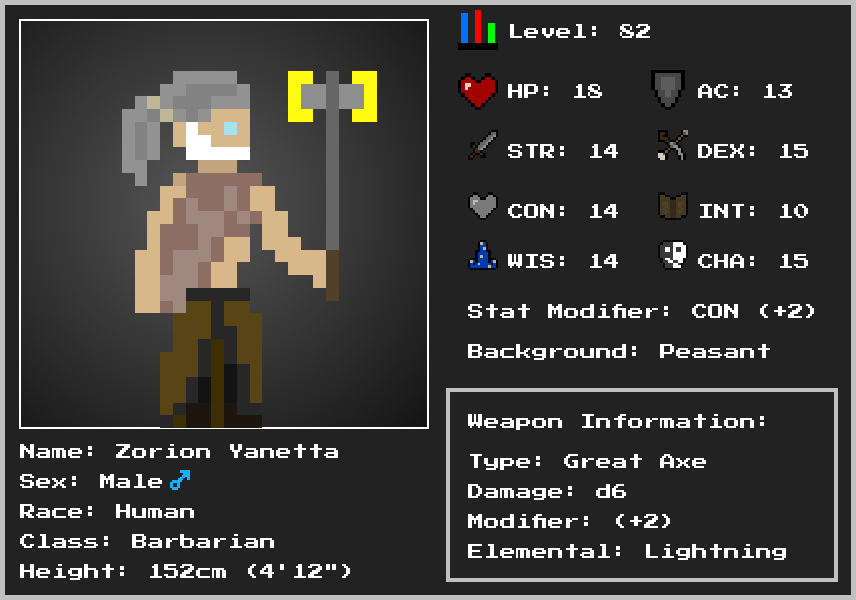 Level: 82
HP: 18 AC: 13
STR: 14 DEX: 15
CON: 14 INT: 10
WIS: 14 CHA: 15
Stat Modifier: CON (+2)
Background: Peasant
Weapon Information:
Type: Great Axe
Damage: d6
Modifier: (+2)
Elemental: Lightning
Name: Zorion Yanetta
Sex: Male♂
Race: Human
Class: Barbarian
Height: 152cm (4'12")